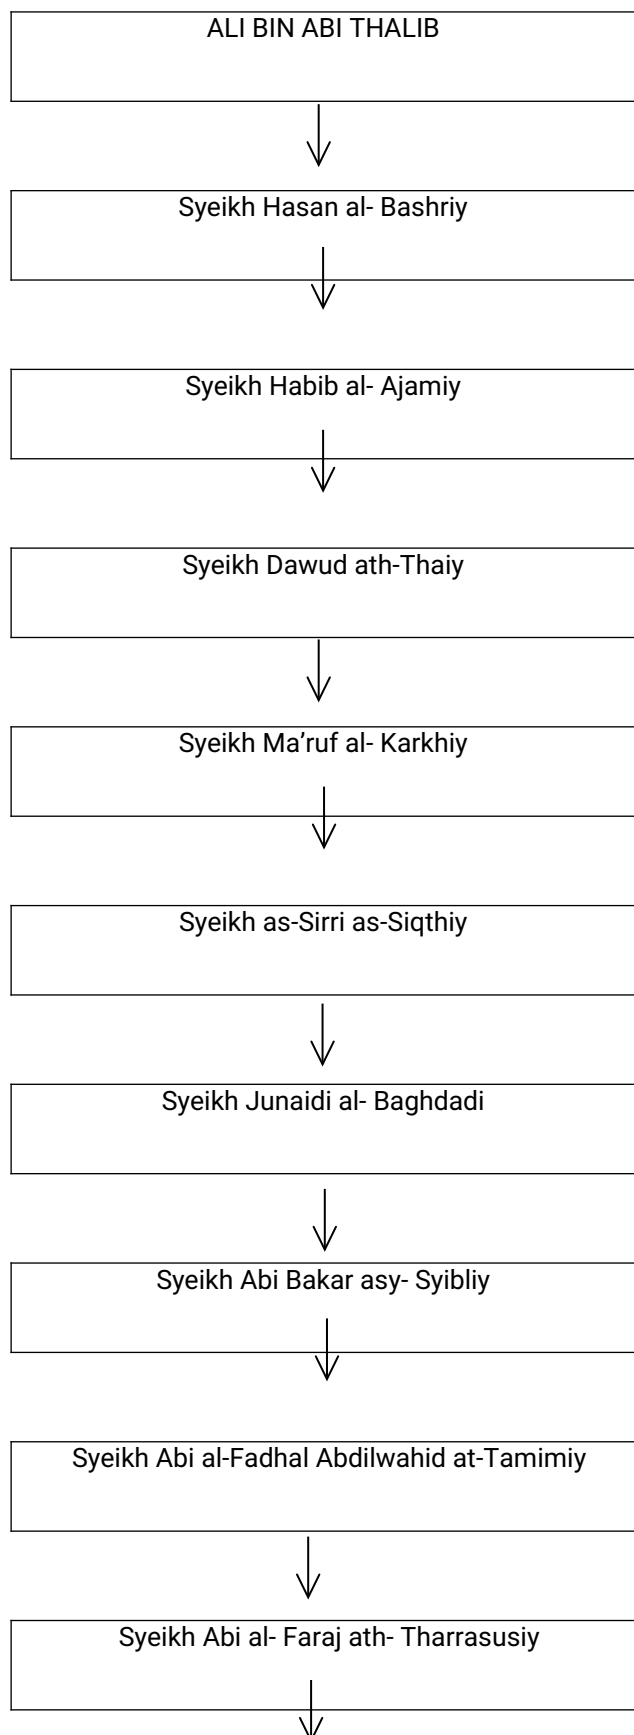 ALI BIN ABI THALIB
Syeikh Hasan al- Bashriy
Syeikh Habib al- Ajamiy
Syeikh Dawud ath-Thaiy
Syeikh Ma’ruf al- Karkhiy
Syeikh as-Sirri as-Siqthiy
Syeikh Junaidi al- Baghdadi
Syeikh Abi Bakar asy- Syibliy
Syeikh Abi al-Fadhal Abdilwahid at-Tamimiy
Syeikh Abi al- Faraj ath- Tharrasusiy